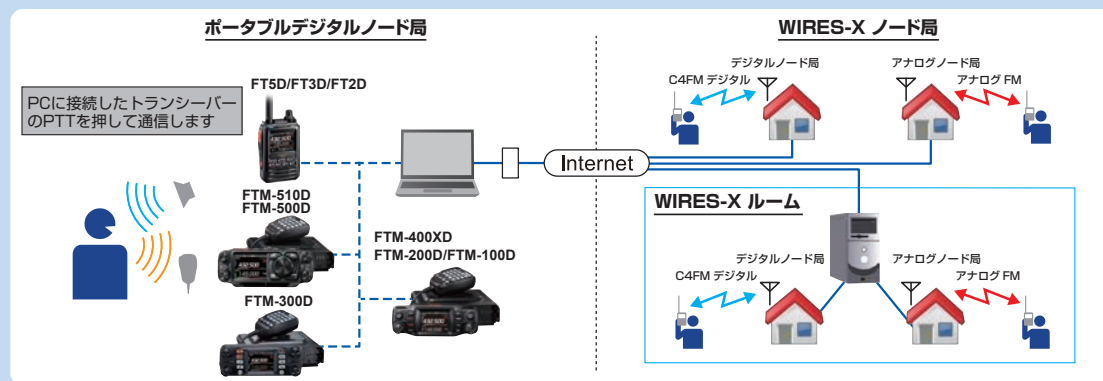 ポータブルデジタルノード局
PCに接続したトランシーバー
のPTTを押して通信します
FT5D/FT3D/FT2D
FTM-510D
FTM-500D
FTM-300D
FTM-400XD
FTM-200D/FTM-100D
Internet
WIRES-X ノード局
デジタルノード局
C4FM デジタル
アナログノード局
アナログ FM
WIRES-X ルーム
デジタルノード局
C4FM デジタル
アナログノード局
アナログ FM